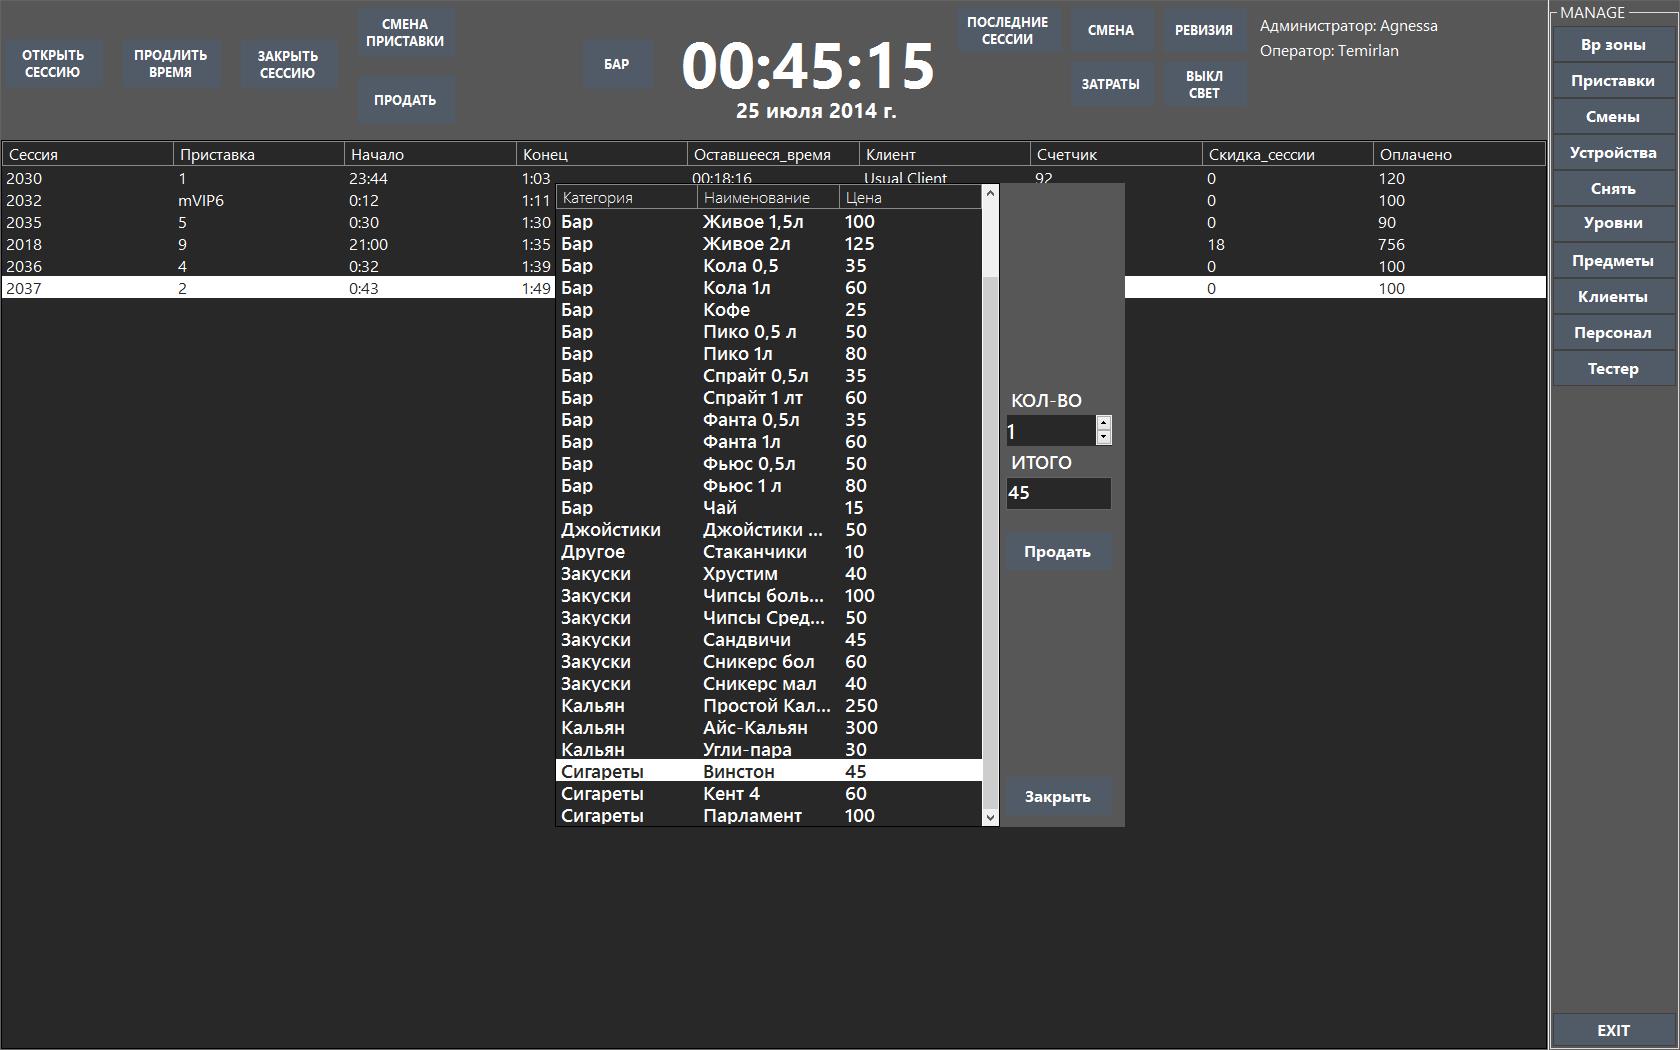 ОТКРЫТЬ СЕССИЮ
ПРОДЛИТЬ ВРЕМЯ
ЗАКРЫТЬ СЕССИЮ
СМЕНА ПРИСТАВКИ
ПРОДАТЬ
БАР
00:45:15
25 июля 2014 г.
ПОСЛЕДНИЕ СЕССИИ
СМЕНА
РЕВИЗИЯ
ЗАТРАТЫ
ВЫКЛ СВЕТ
Администратор: Agnessa
Оператор: Temirlan
MANAGE
Вр зоны
Приставки
Смены
Устройства
Снять
Уровни
Предметы
Клиенты
Персонал
Тестер
EXIT
Сессия Приставка Начало Конец Оставшееся_время Клиент Счетчик Скидка_сессии Оплачено
2030 1 23:44 1:03 00:18:16 Usual Client 92 0 120
2032 mVIP6 0:12 1:11 0 100
2035 5 0:30 1:30 0 90
2018 9 21:00 1:35 18 756
2036 4 0:32 1:39 0 100
2037 2 0:43 1:49 0 100
Категория Наименование Цена
Бар Живое 1,5л 100
Бар Живое 2л 125
Бар Кола 0,5 35
Бар Кола 1л 60
Бар Кофе 25
Бар Пико 0,5 л 50
Бар Пико 1л 80
Бар Спрайт 0,5л 35
Бар Спрайт 1 лт 60
Бар Фанта 0,5л 35
Бар Фанта 1л 60
Бар Фьюс 0,5л 50
Бар Фьюс 1 л 80
Бар Чай 15
Джойстики Джойстики ... 50
Другое Стаканчики 10
Закуски Хрустим 40
Закуски Чипсы боль... 100
Закуски Чипсы Сред... 50
Закуски Сандвичи 45
Закуски Сникерс бол 60
Закуски Сникерс мал 40
Кальян Простой Кал... 250
Кальян Айс-Кальян 300
Кальян Угли-пара 30
Сигареты Винстон 45
Сигареты Кент 4 60
Сигареты Парламент 100
КОЛ-ВО
1
ИТОГО
45
Продать
Закрыть